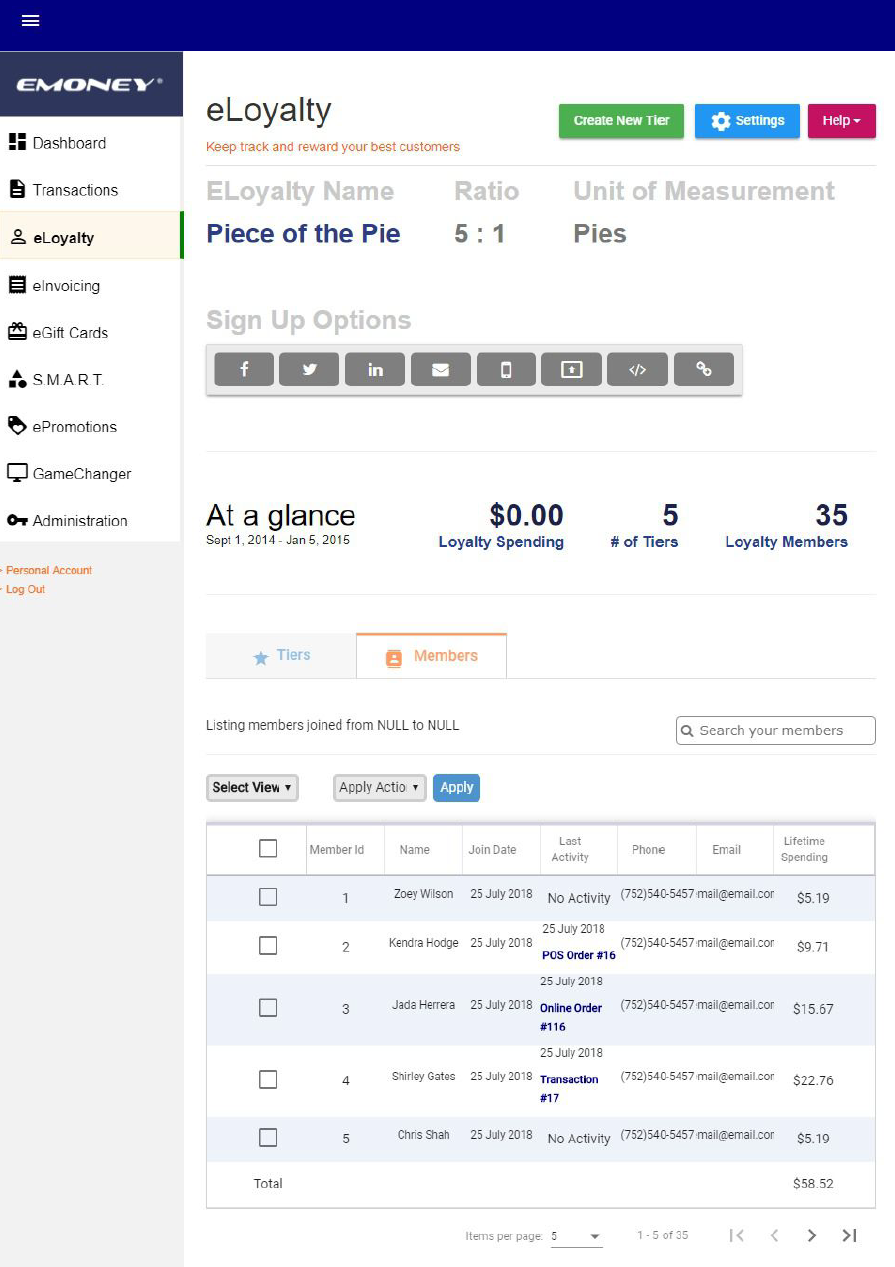 EMONEY®
Dashboard
Transactions
eLoyalty
eInvoicing
eGift Cards
S.M.A.R.T.
ePromotions
GameChanger
Administration
Personal Account
Log Out
eLoyalty
Keep track and reward your best customers
Create New Tier
Settings
Help
ELoyalty Name Ratio Unit of Measurement
Piece of the Pie 5 : 1 Pies
Sign Up Options
At a glance
Sept 1, 2014 - Jan 5, 2015
$0.00 5 35
Loyalty Spending # of Tiers Loyalty Members
Tiers Members
Listing members joined from NULL to NULL
Search your members
Select View Apply Actio Apply
Member Id Name Join Date Last Activity Phone Email Lifetime Spending
1 Zoey Wilson 25 July 2018 No Activity (752)540-5457 mail@email.com $5.19
2 Kendra Hodge 25 July 2018 25 July 2018 POS Order #16 (752)540-5457 mail@email.com $9.71
3 Jada Herrera 25 July 2018 25 July 2018 Online Order #116 (752)540-5457 mail@email.com $15.67
4 Shirley Gates 25 July 2018 25 July 2018 Transaction #17 (752)540-5457 mail@email.com $22.76
5 Chris Shah 25 July 2018 No Activity (752)540-5457 mail@email.com $5.19
Total $58.52
Items per page: 5 1 - 5 of 35